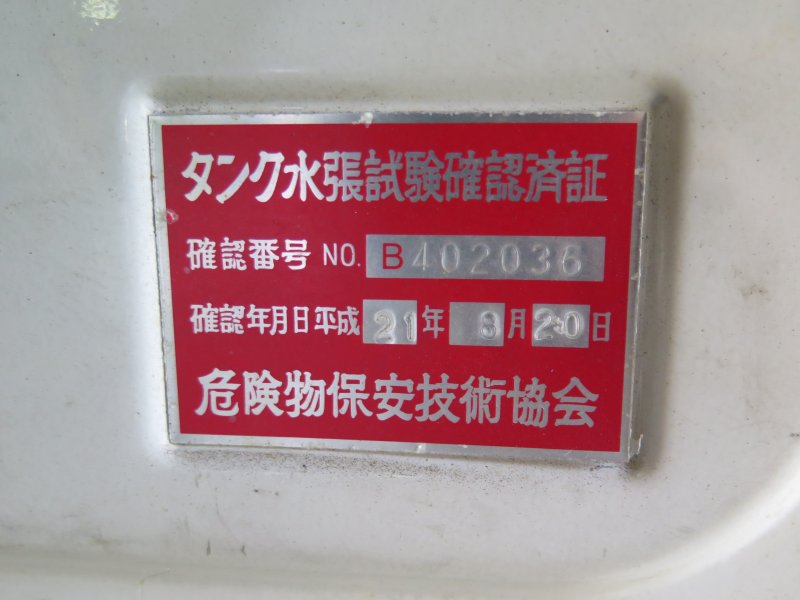 タンク水張試験確認済証
確認番号 NO. B402036
確認年月日平成21年8月20日
危険物保安技術協会